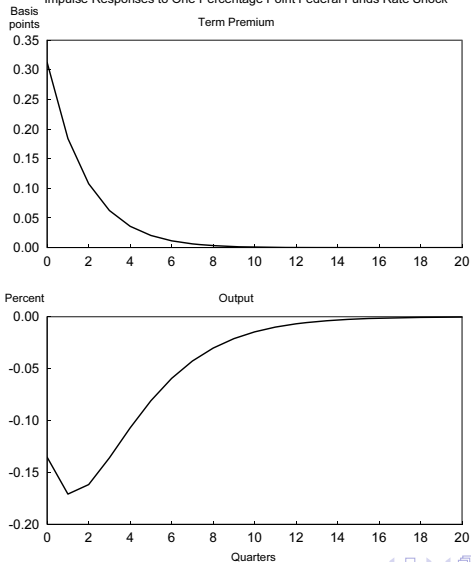 Impulse Responses to One Percentage Point Federal Funds Rate Shock
Basis points
Term Premium
0.35
0.30
0.25
0.20
0.15
0.10
0.05
0.00
0 2 4 6 8 10 12 14 16 18 20
Percent
Output
0.00
-0.05
-0.10
-0.15
-0.20
0 2 4 6 8 10 12 14 16 18 20
Quarters